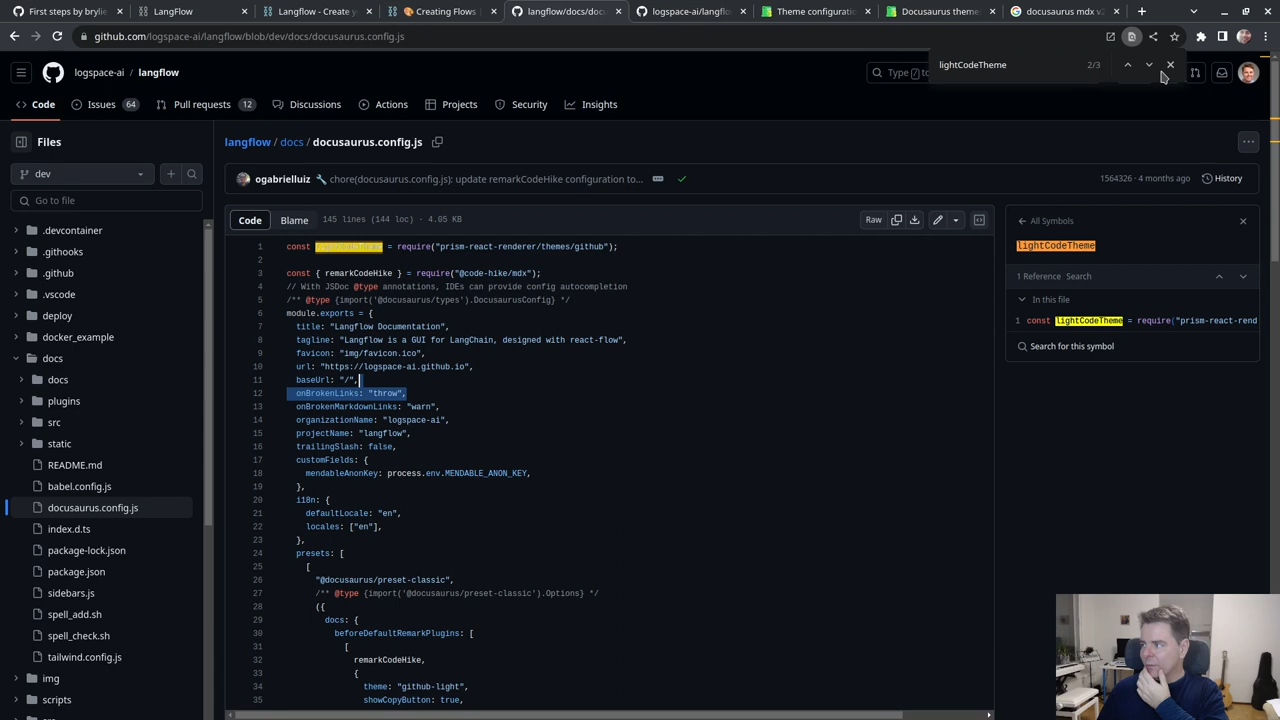 First steps by bryli
LangFlow
Langflow - Create y
🎨 Creating Flows |
langflow/docs/docu
logspace-ai/langflo
Theme configuratio
Docusaurus theme
docusaurus mdx v2
github.com/logspace-ai/langflow/blob/dev/docs/docusaurus.config.js
lightCodeTheme 2/3
logspace-ai langflow
Type / to
Code
Issues 64
Pull requests 12
Discussions
Actions
Projects
Security
Insights
Files
langflow / docs / docusaurus.config.js
dev
Go to file
ogabrielluiz 🔧 chore(docusaurus.config.js): update remarkCodeHike configuration to...
1564326 · 4 months ago
History
Code
Blame
145 lines (144 loc) · 4.05 KB
Raw
.devcontainer
.githooks
.github
.vscode
deploy
docker_example
docs
docs
plugins
src
static
README.md
babel.config.js
docusaurus.config.js
index.d.ts
package-lock.json
package.json
sidebars.js
spell_add.sh
spell_check.sh
tailwind.config.js
img
scripts
1 const = require("prism-react-renderer/themes/github");
2
3 const { remarkCodeHike } = require("@code-hike/mdx");
4 // With JSDoc @type annotations, IDEs can provide config autocompletion
5 /** @type {import('@docusaurus/types').DocusaurusConfig} */
6 module.exports = {
7 title: "Langflow Documentation",
8 tagline: "Langflow is a GUI for LangChain, designed with react-flow",
9 favicon: "img/favicon.ico",
10 url: "https://logspace-ai.github.io",
11 baseUrl: "/",
12 onBrokenLinks: "throw",
13 onBrokenMarkdownLinks: "warn",
14 organizationName: "logspace-ai",
15 projectName: "langflow",
16 trailingSlash: false,
17 customFields: {
18 mendableAnonKey: process.env.MENDABLE_ANON_KEY,
19 },
20 i18n: {
21 defaultLocale: "en",
22 locales: ["en"],
23 },
24 presets: [
25 [
26 "@docusaurus/preset-classic",
27 /** @type {import('@docusaurus/preset-classic').Options} */
28 ({
29 docs: {
30 beforeDefaultRemarkPlugins: [
31 [
32 remarkCodeHike,
33 {
34 theme: "github-light",
35 showCopyButton: true,
All Symbols
lightCodeTheme
1 Reference Search
In this file
1 const lightCodeTheme = require("prism-react-rend
Search for this symbol